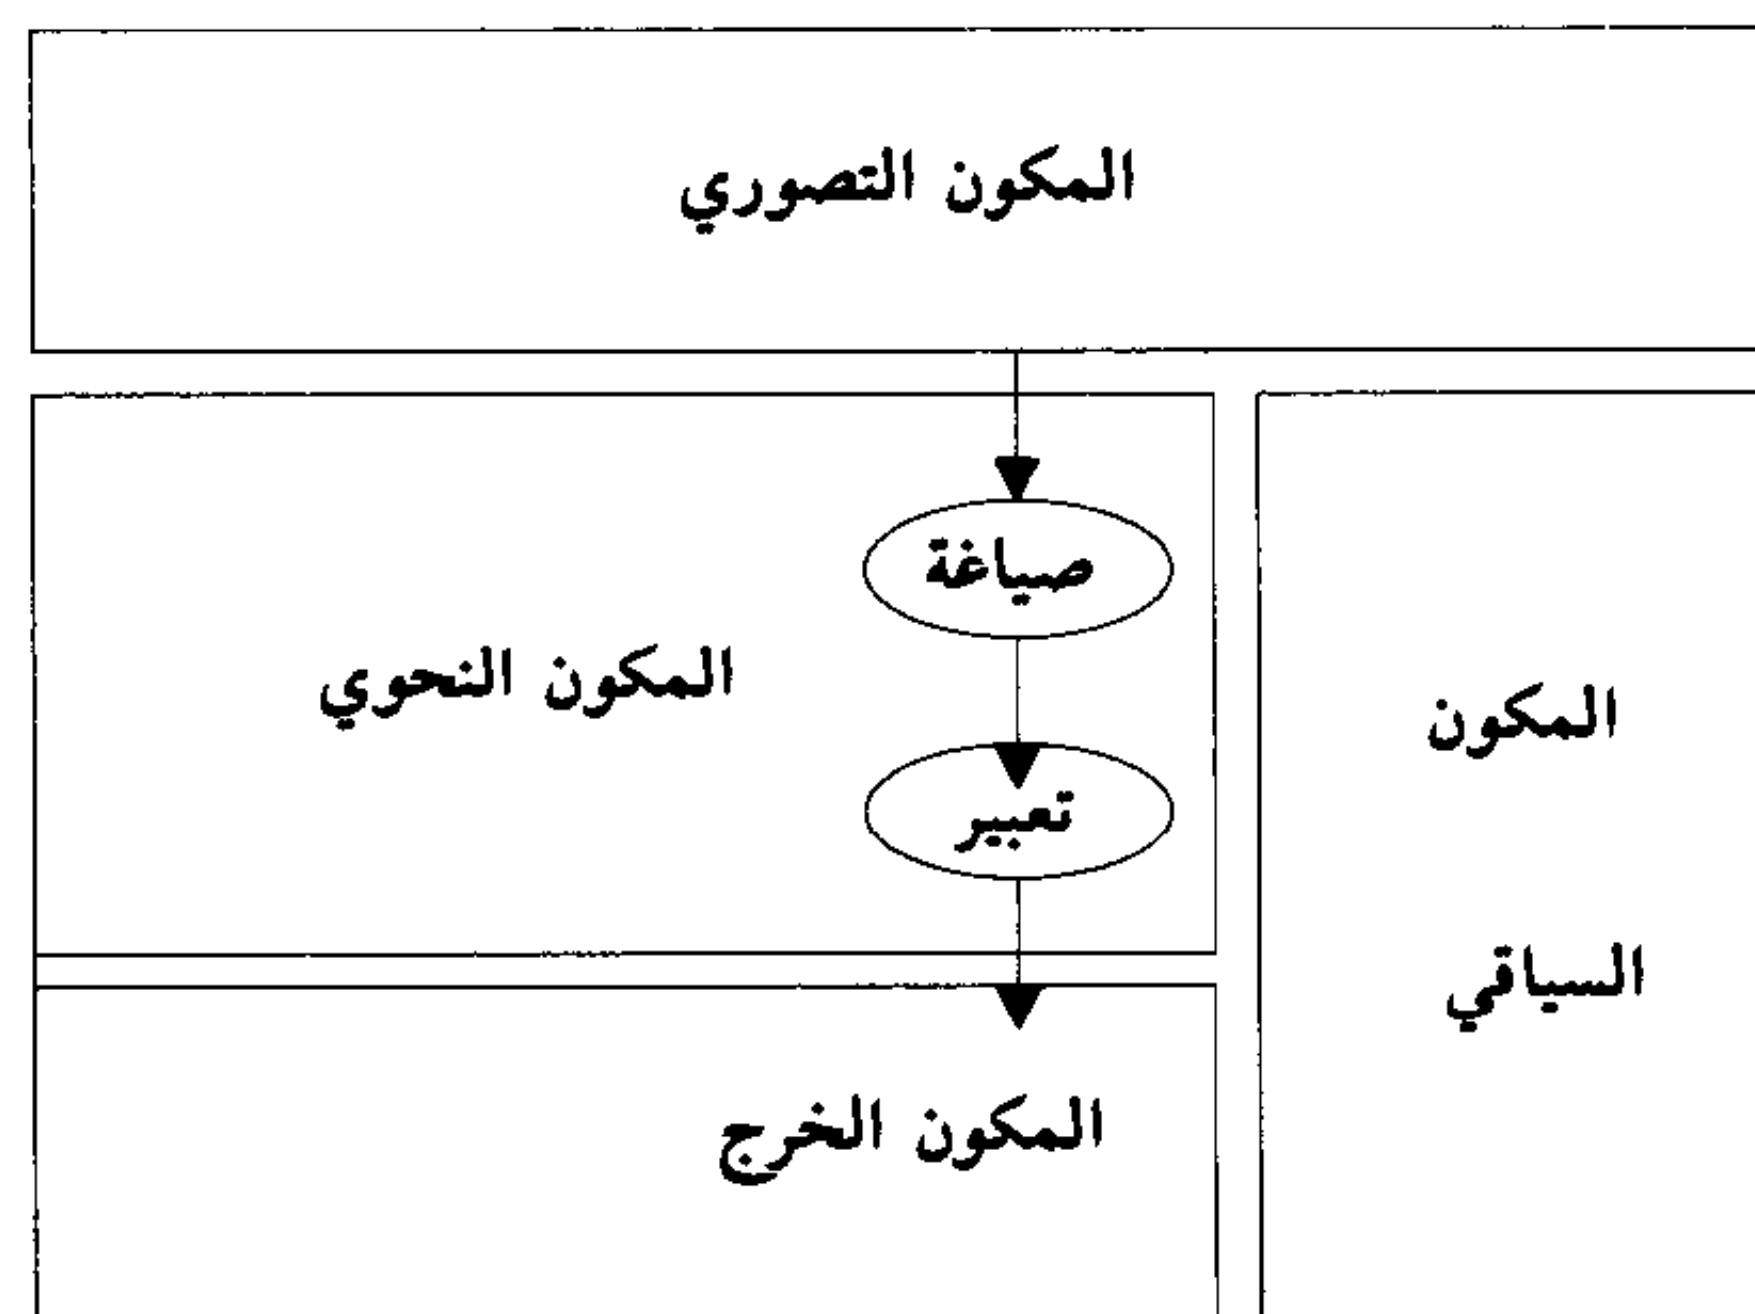 المكون التصوري
صياغة
المكون النحوي
تعبير
المكون
السياقي
المكون الخرج